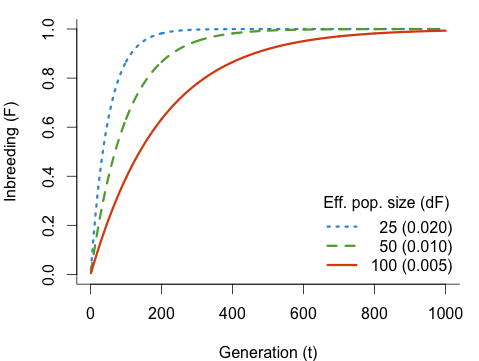 Inbreeding (F)
1.0
0.8
0.6
0.4
0.2
0.0
Eff. pop. size (dF)
25 (0.020)
50 (0.010)
100 (0.005)
0 200 400 600 800 1000
Generation (t)